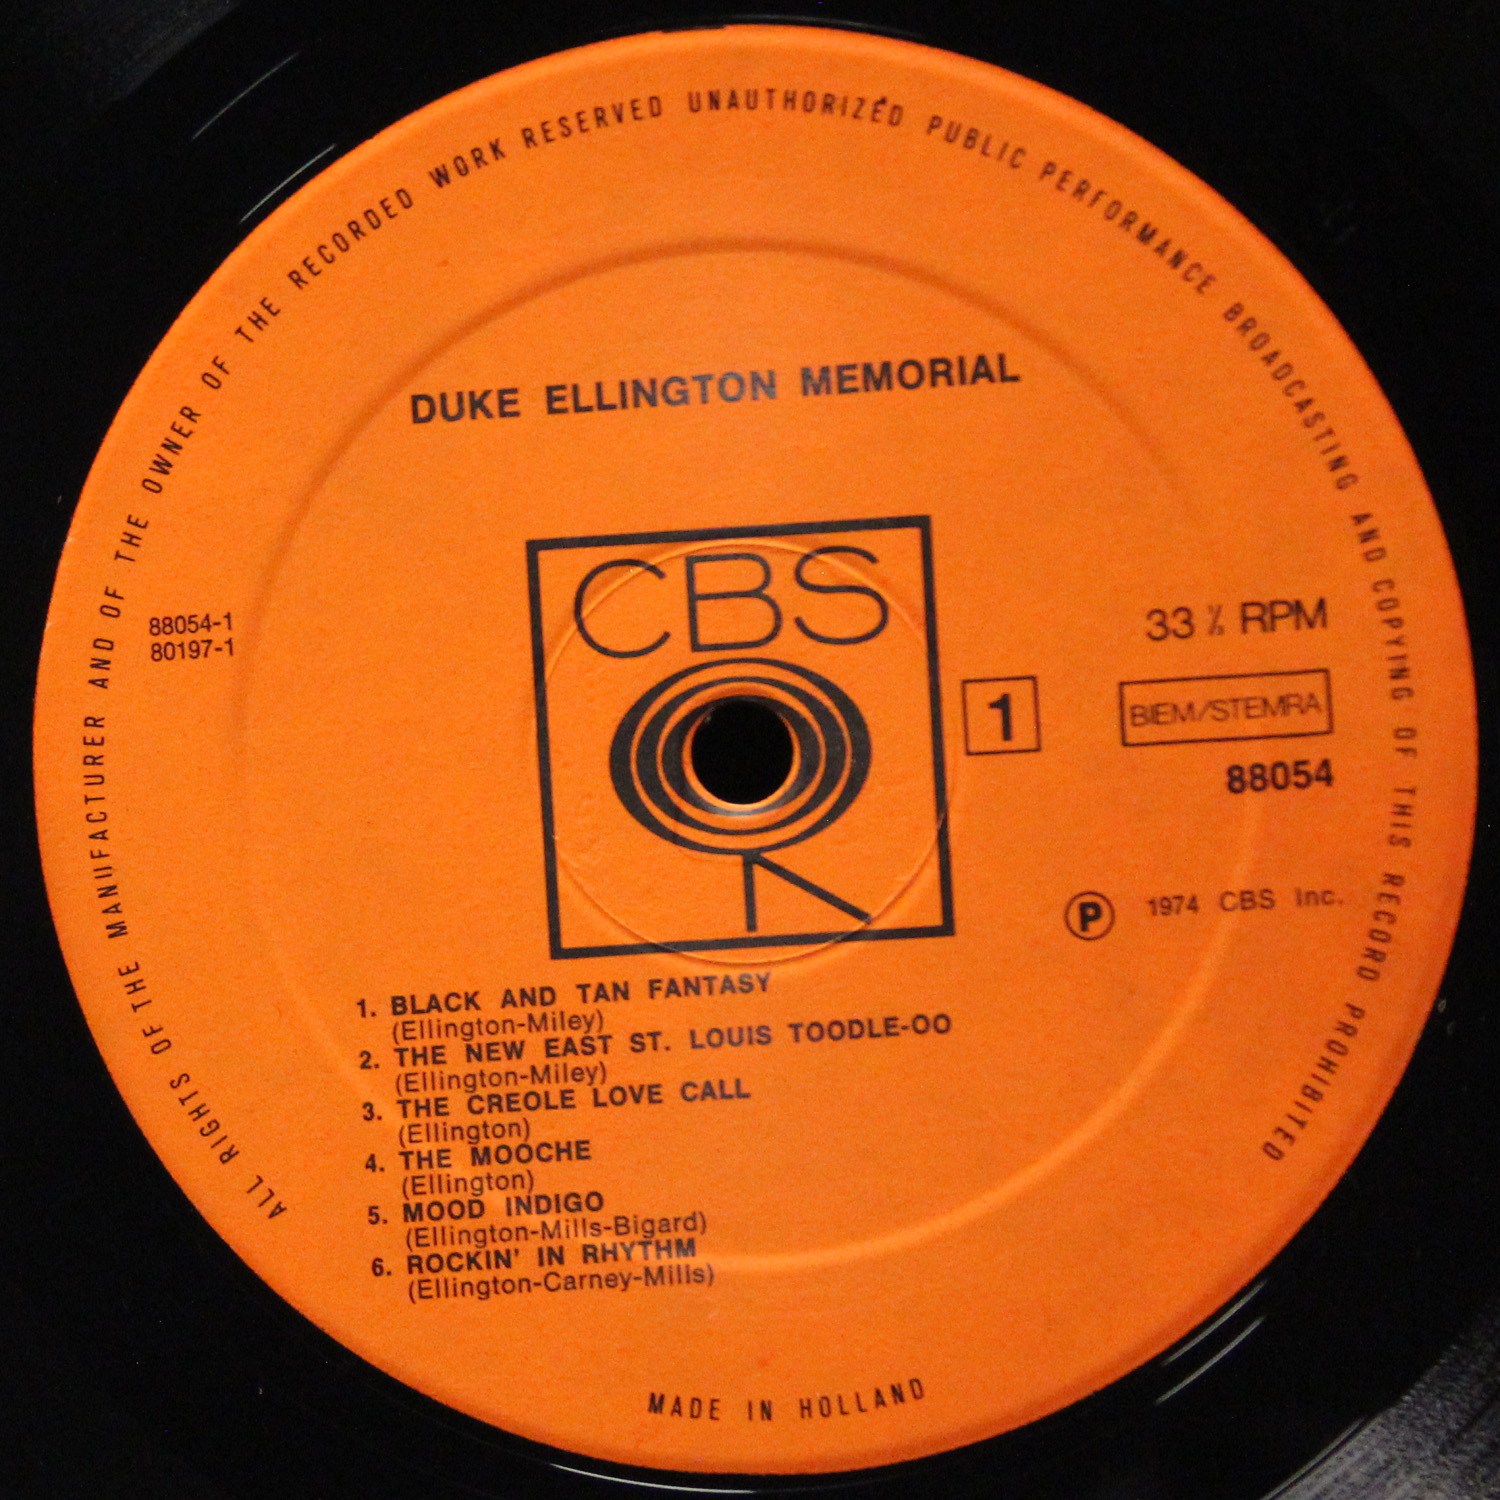 ALL RIGHTS OF THE MANUFACTURER AND OF THE OWNER OF THE RECORDED WORK RESERVED UNAUTHORIZED PUBLIC PERFORMANCE BROADCASTING AND COPYING OF THIS RECORD PROHIBITED
DUKE ELLINGTON MEMORIAL
CBS
88054-1
80197-1
33 ⅓ RPM
1
BIEM/STEMRA
88054
Ⓟ 1974 CBS Inc.
1. BLACK AND TAN FANTASY
(Ellington-Miley)
2. THE NEW EAST ST. LOUIS TOODLE-OO
(Ellington-Miley)
3. THE CREOLE LOVE CALL
(Ellington)
4. THE MOOCHE
(Ellington)
5. MOOD INDIGO
(Ellington-Mills-Bigard)
6. ROCKIN' IN RHYTHM
(Ellington-Carney-Mills)
MADE IN HOLLAND